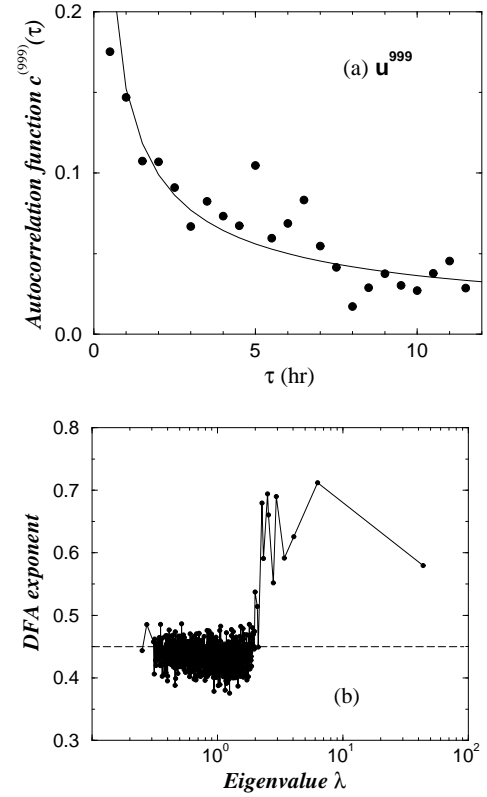 Autocorrelation function c^(999)(τ)
0.2
0.1
0.0
(a) u^999
0 5 10
τ (hr)
DFA exponent
0.8
0.7
0.6
0.5
0.4
0.3
(b)
10^0 10^1 10^2
Eigenvalue λ